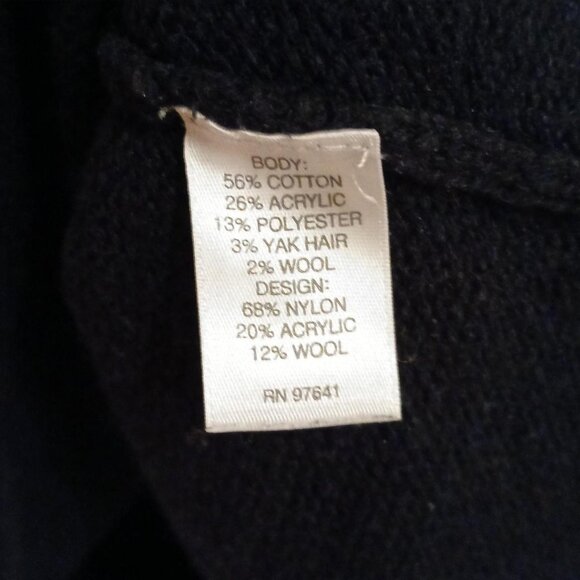 BODY:
56% COTTON
26% ACRYLIC
13% POLYESTER
3% YAK HAIR
2% WOOL
DESIGN:
68% NYLON
20% ACRYLIC
12% WOOL
RN 97641